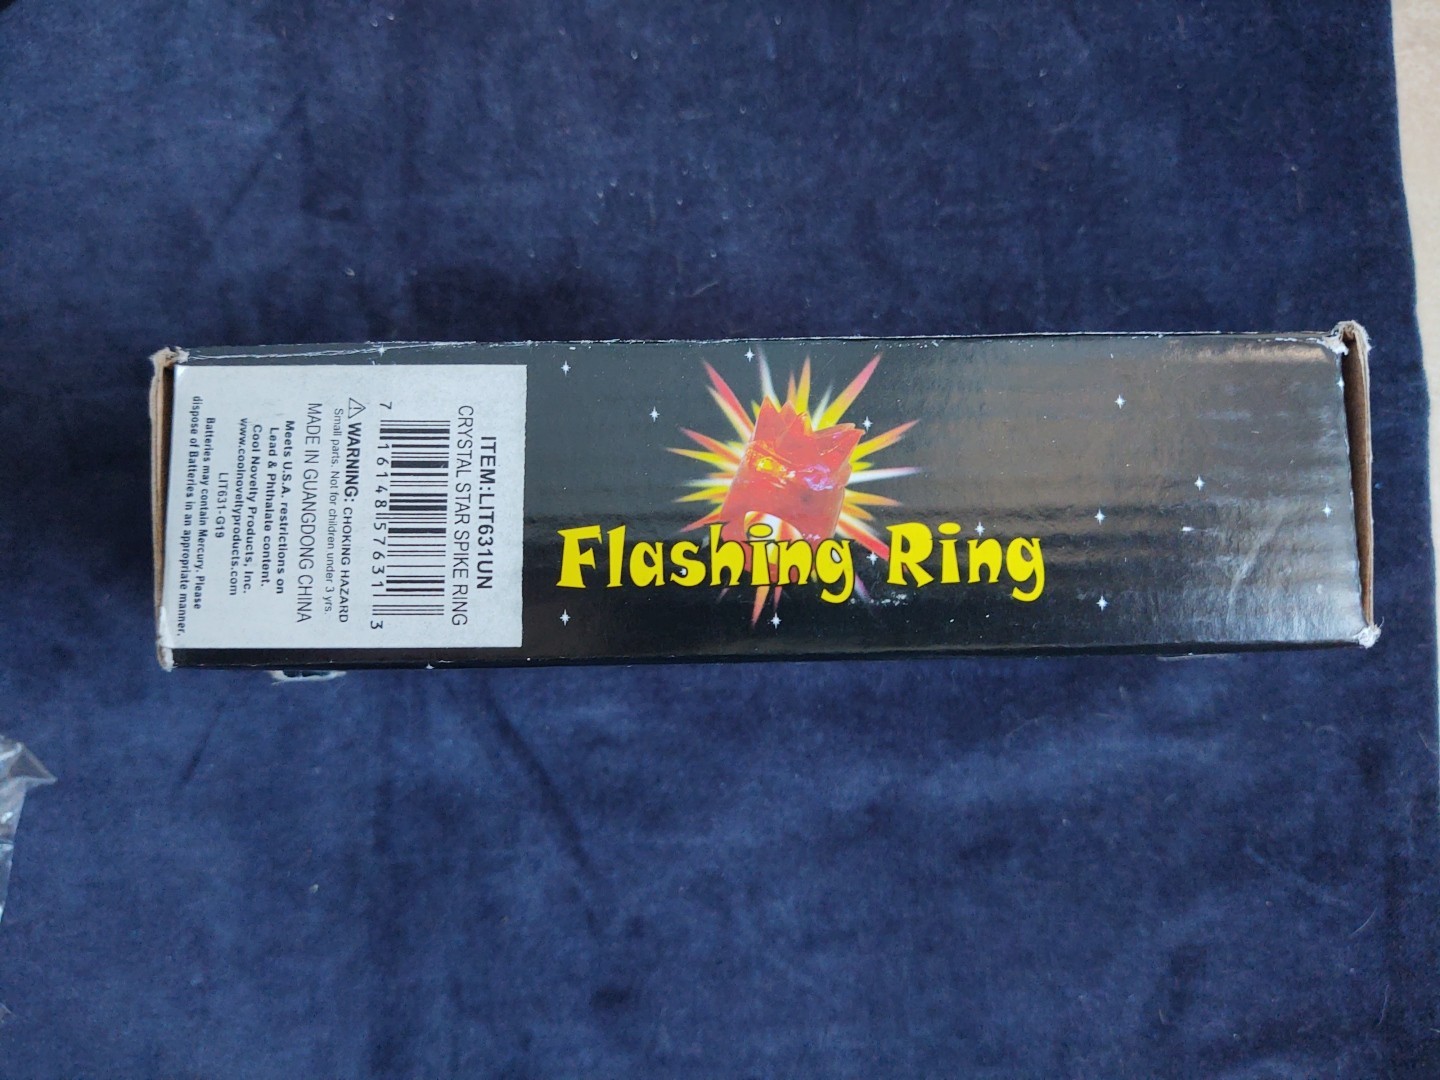 ITEM:LIT631UN
CRYSTAL STAR SPIKE RING
7 16148 57631 3
⚠WARNING: CHOKING HAZARD
Small parts. Not for children under 3 yrs.
MADE IN GUANGDONG CHINA
Meets U.S.A. restrictions on
Lead & Phthalate content.
Cool Novelty Products, Inc.
www.coolnoveltyproducts.com
LIT631-G19
Batteries may contain Mercury. Please
dispose of Batteries in an appropriate manner.
Flashing Ring